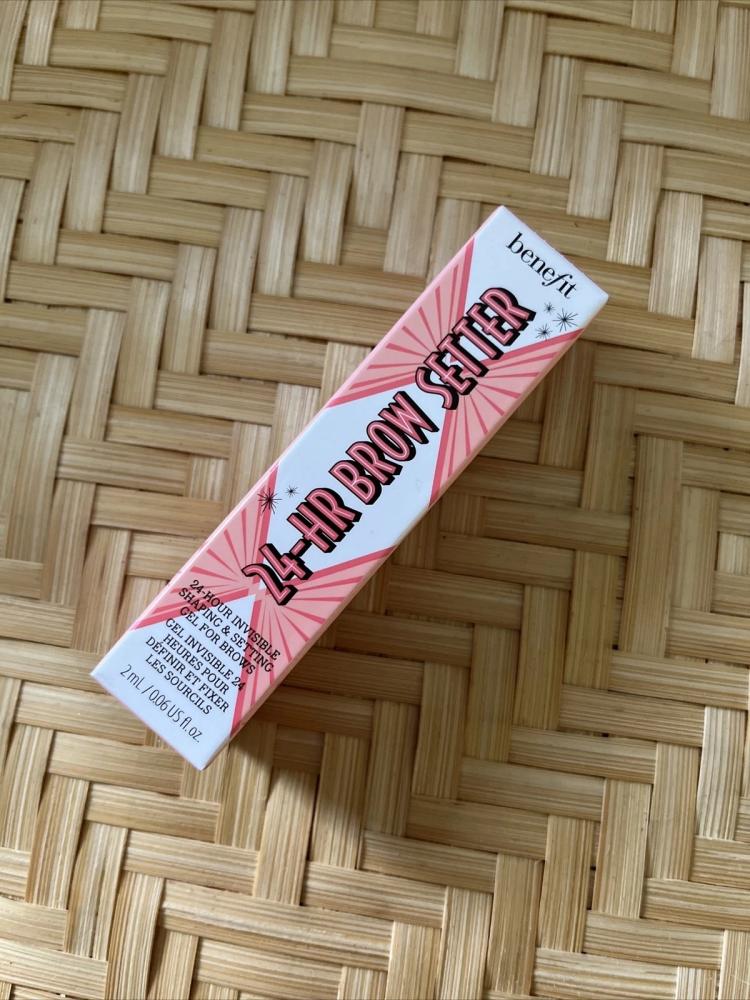 benefit
24-HR BROW SETTER
24-HOUR INVISIBLE
SHAPING & SETTING
GEL FOR BROWS
GEL INVISIBLE 24
HEURES POUR
DÉFINIR ET FIXER
LES SOURCILS
2 mL / 0.06 US fl. oz.